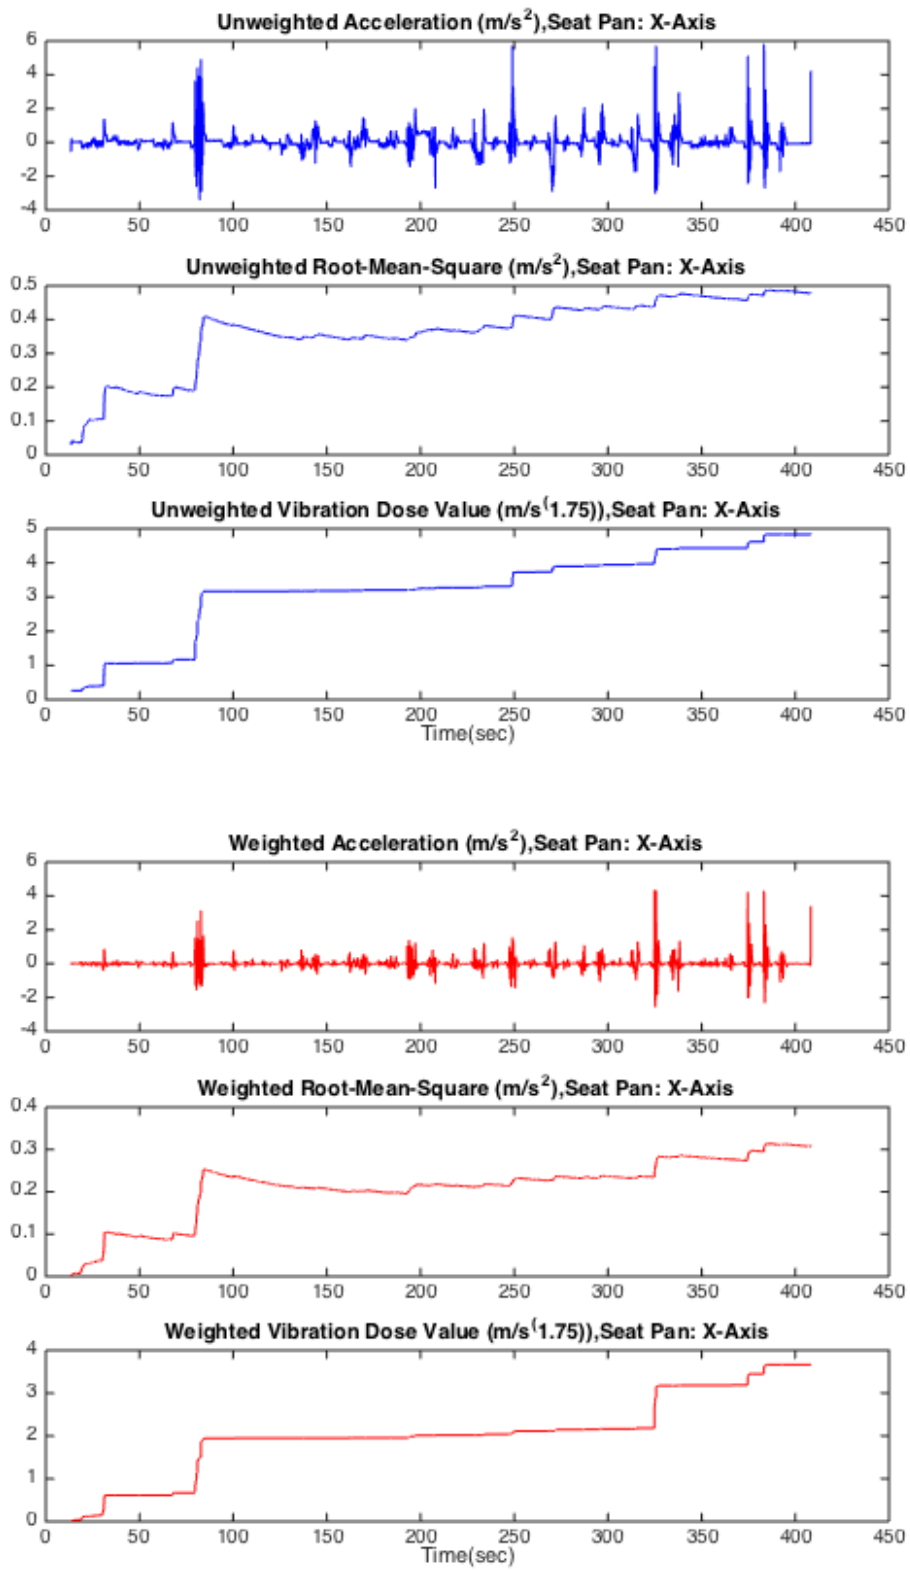 Unweighted Acceleration (m/s²),Seat Pan: X-Axis
6
4
2
0
-2
-4
0 50 100 150 200 250 300 350 400 450
Unweighted Root-Mean-Square (m/s²),Seat Pan: X-Axis
0.5
0.4
0.3
0.2
0.1
0
0 50 100 150 200 250 300 350 400 450
Unweighted Vibration Dose Value (m/s⁽1.75)),Seat Pan: X-Axis
5
4
3
2
1
0
0 50 100 150 200 250 300 350 400 450
Time(sec)
Weighted Acceleration (m/s²),Seat Pan: X-Axis
6
4
2
0
-2
-4
0 50 100 150 200 250 300 350 400 450
Weighted Root-Mean-Square (m/s²),Seat Pan: X-Axis
0.4
0.3
0.2
0.1
0
0 50 100 150 200 250 300 350 400 450
Weighted Vibration Dose Value (m/s⁽1.75)),Seat Pan: X-Axis
4
3
2
1
0
0 50 100 150 200 250 300 350 400 450
Time(sec)